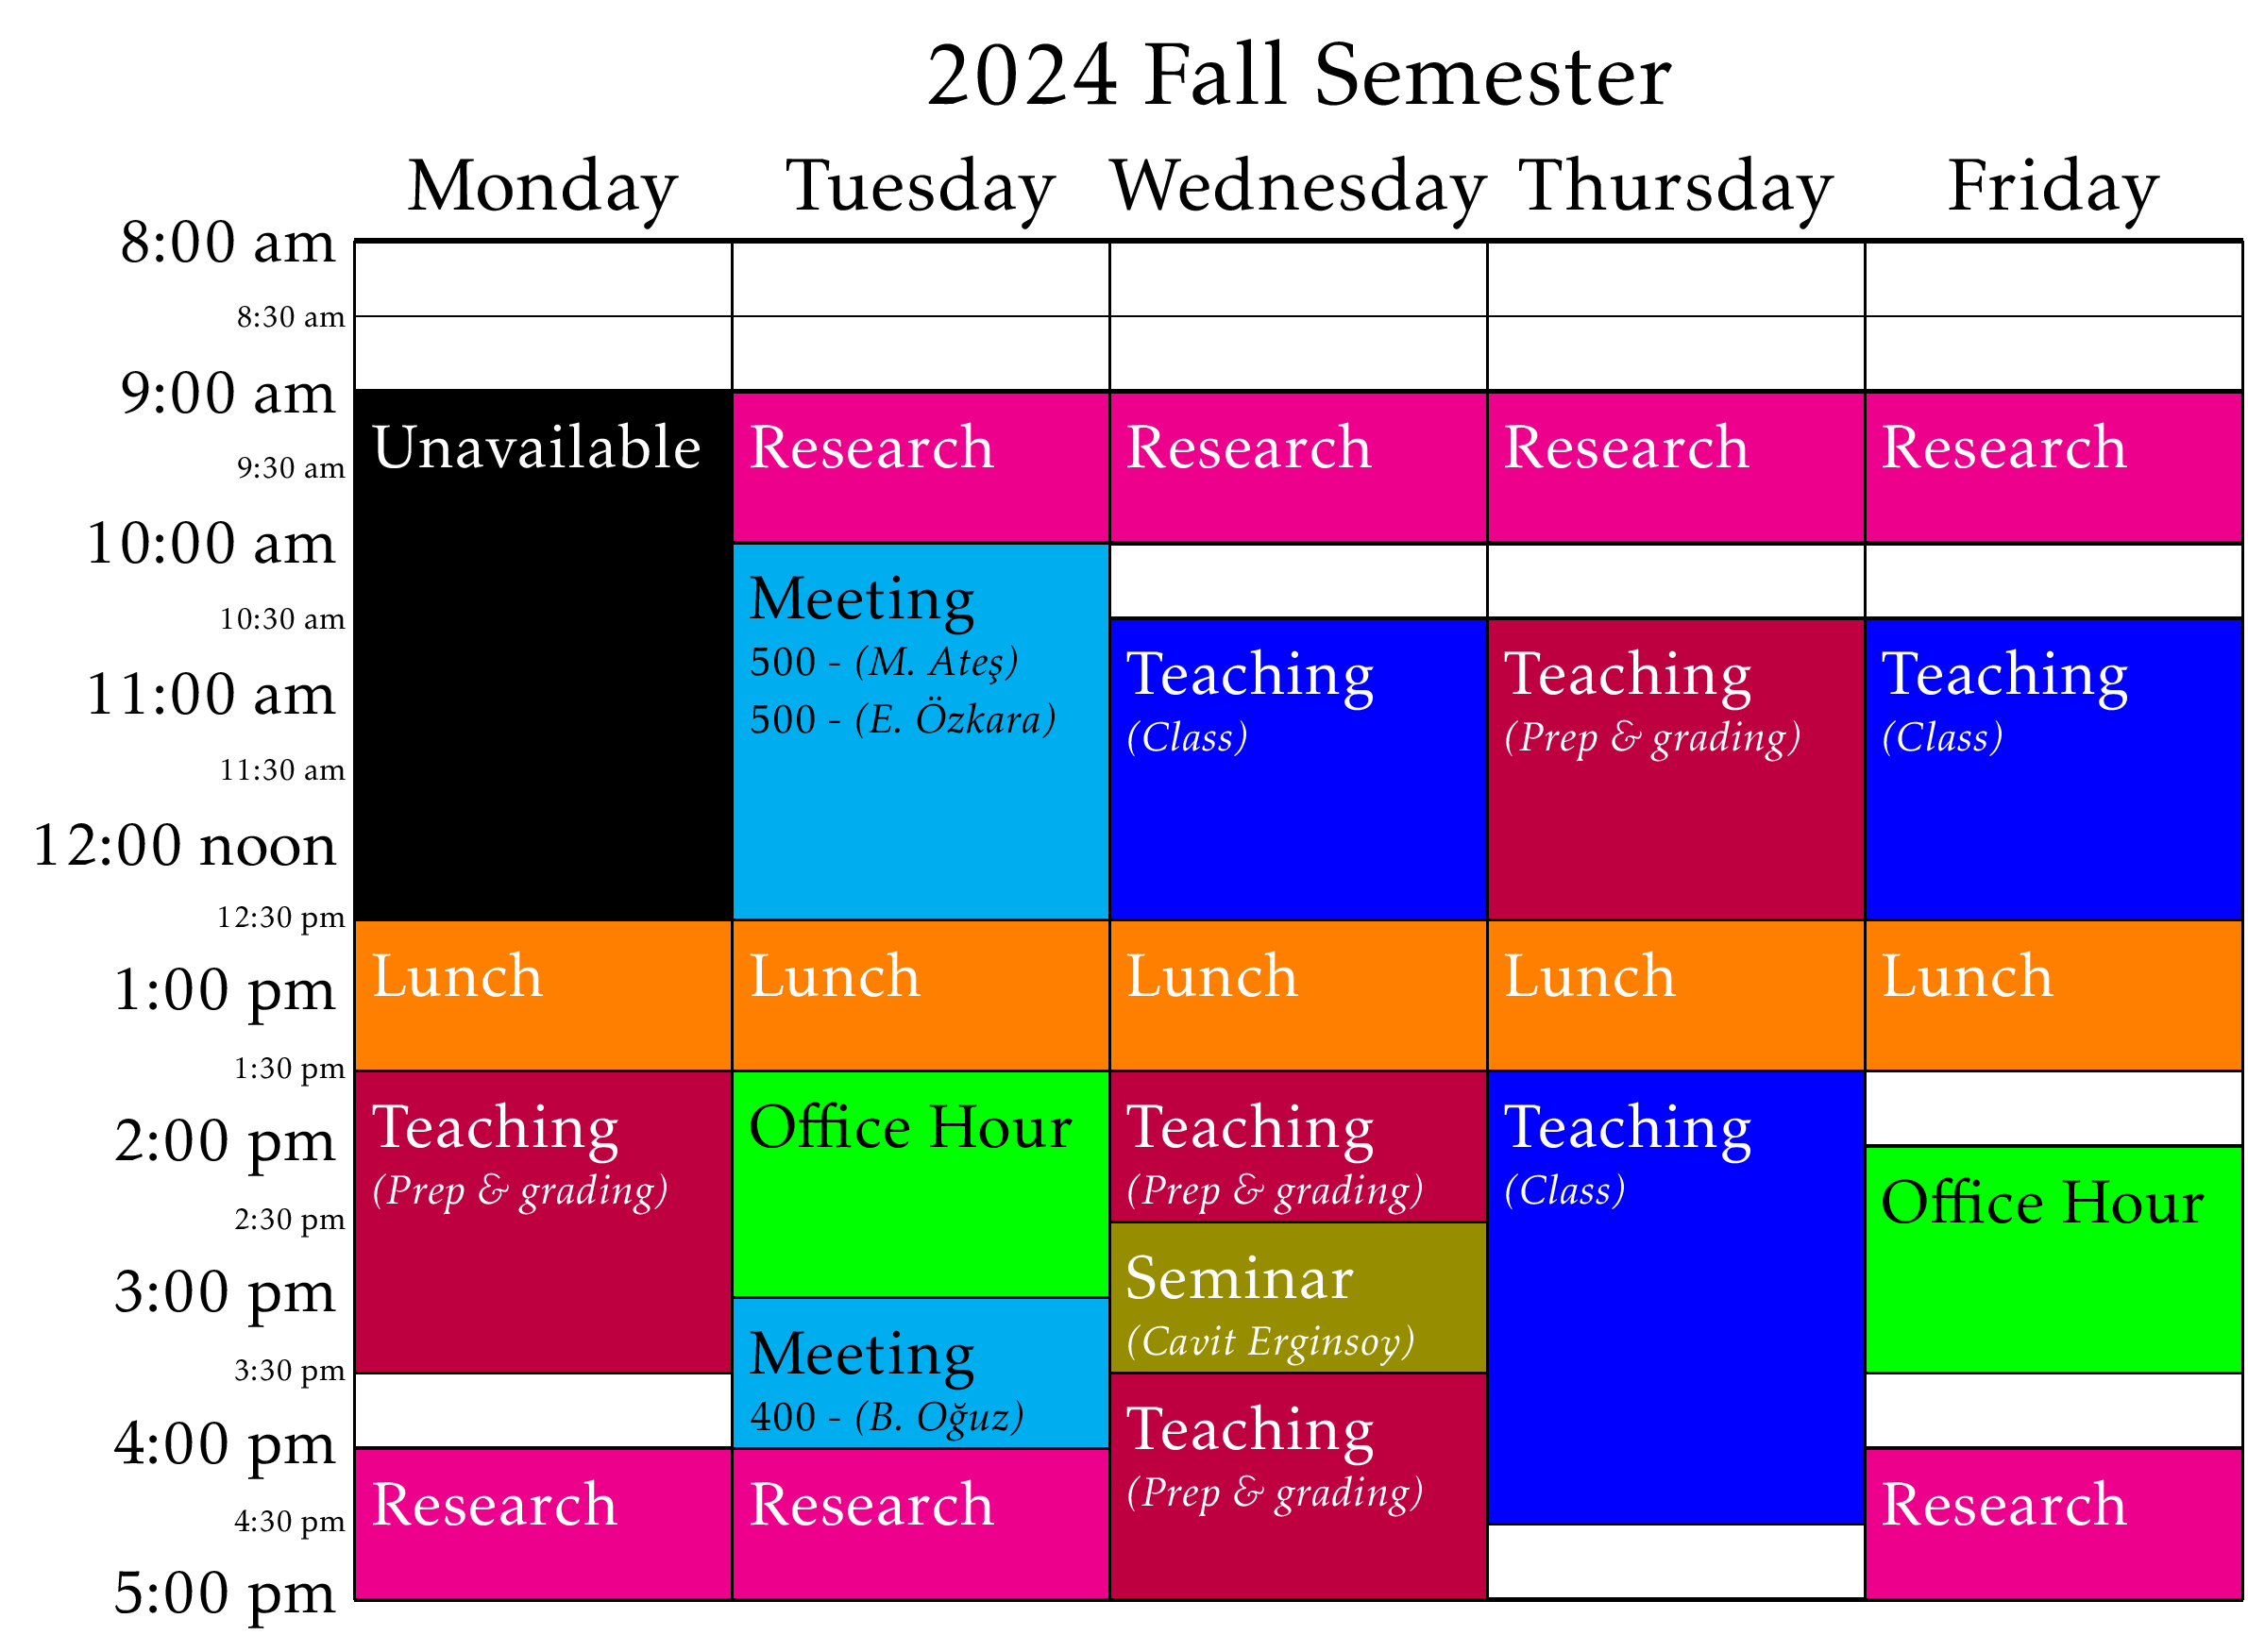 2024 Fall Semester
Monday Tuesday Wednesday Thursday Friday
8:00 am
8:30 am
9:00 am
Unavailable Research Research Research Research
9:30 am
10:00 am
Meeting
10:30 am
500 - (M. Ateş) Teaching Teaching Teaching
11:00 am
500 - (E. Özkara) (Class) (Prep & grading) (Class)
11:30 am
12:00 noon
12:30 pm
Lunch Lunch Lunch Lunch Lunch
1:00 pm
1:30 pm
Teaching Office Hour Teaching Teaching
2:00 pm
(Prep & grading) (Prep & grading) (Class) Office Hour
2:30 pm
Seminar
3:00 pm
Meeting (Cavit Erginsoy)
3:30 pm
400 - (B. Oğuz) Teaching
4:00 pm
(Prep & grading)
Research Research Research
4:30 pm
5:00 pm